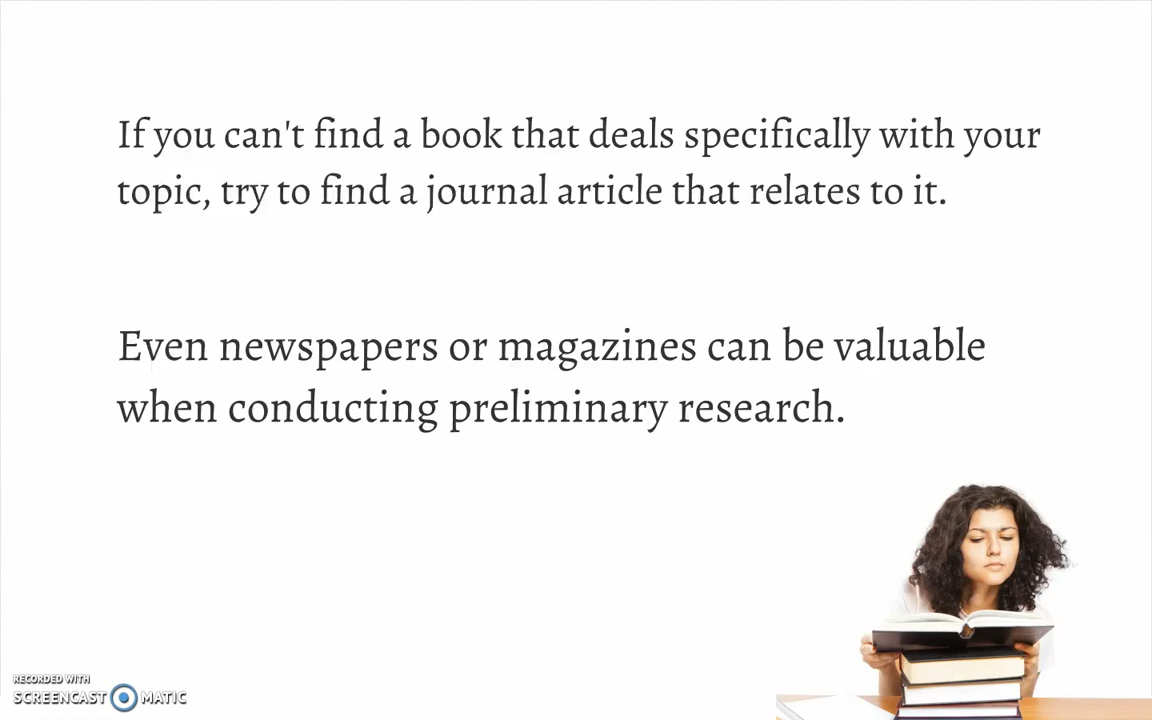 If you can't find a book that deals specifically with your
topic, try to find a journal article that relates to it.
Even newspapers or magazines can be valuable
when conducting preliminary research.
RECORDED WITH
SCREENCAST MATIC